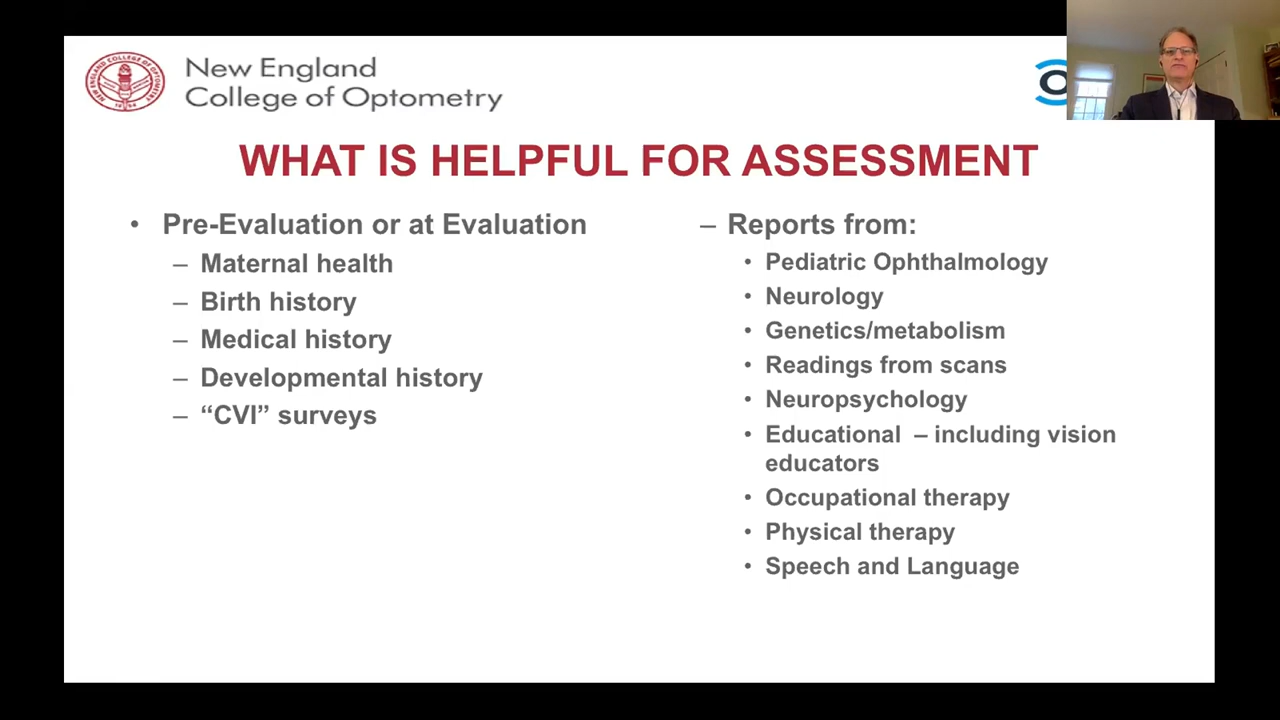 New England
College of Optometry
WHAT IS HELPFUL FOR ASSESSMENT
• Pre-Evaluation or at Evaluation
– Maternal health
– Birth history
– Medical history
– Developmental history
– “CVI” surveys
– Reports from:
• Pediatric Ophthalmology
• Neurology
• Genetics/metabolism
• Readings from scans
• Neuropsychology
• Educational – including vision
educators
• Occupational therapy
• Physical therapy
• Speech and Language